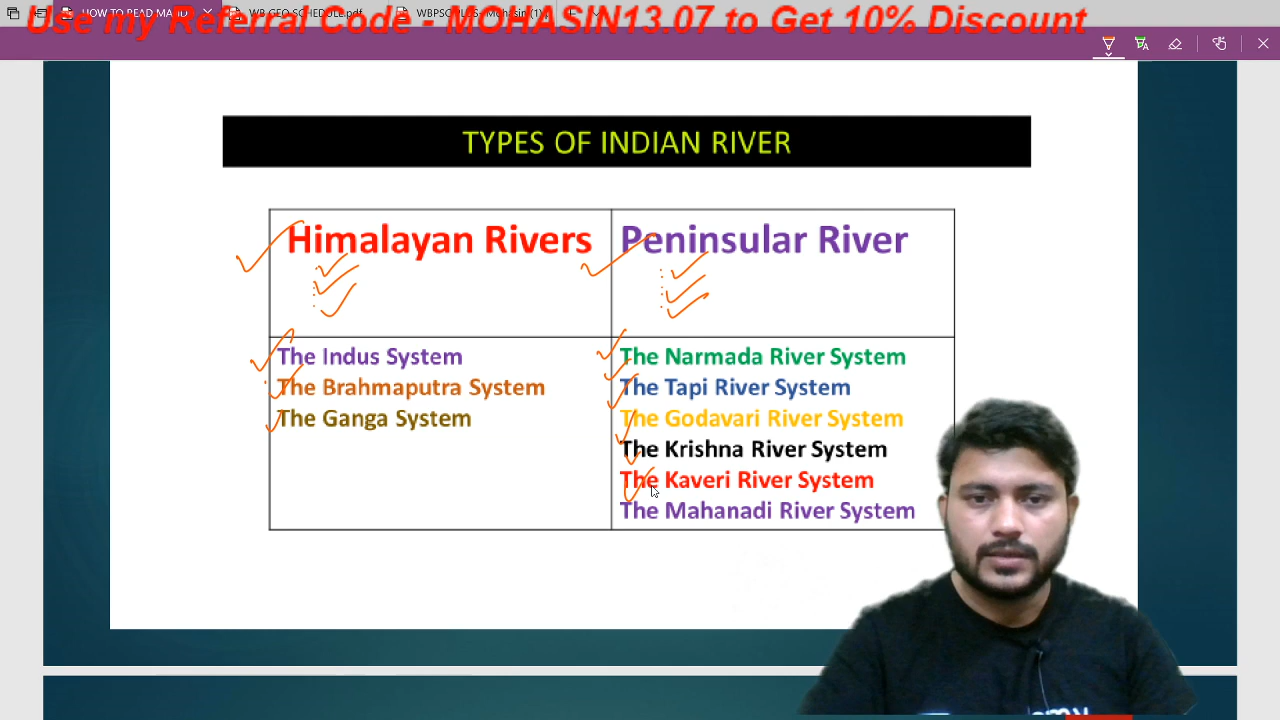 Use my Referral Code - MOHASIN13.07 to Get 10% Discount
TYPES OF INDIAN RIVER
Himalayan Rivers
Peninsular River
The Indus System
The Brahmaputra System
The Ganga System
The Narmada River System
The Tapi River System
The Godavari River System
The Krishna River System
The Kaveri River System
The Mahanadi River System